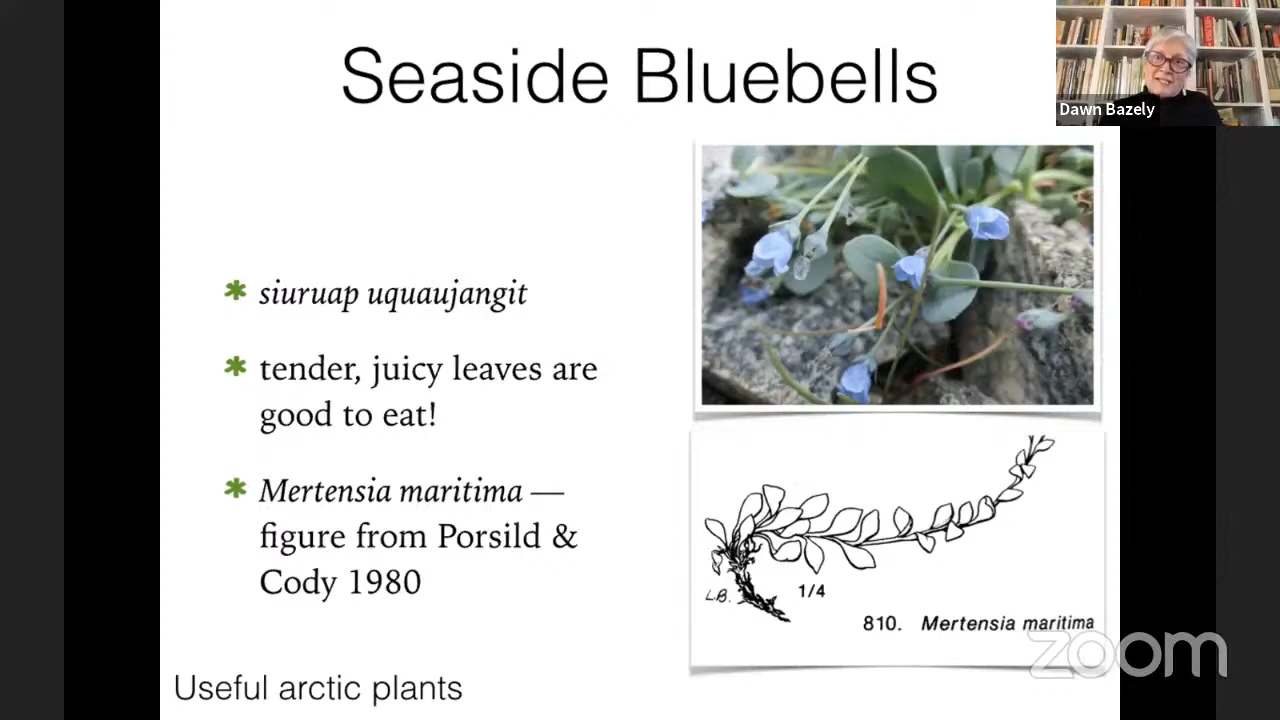 Seaside Bluebells
Dawn Bazely
siuruap uquaujangit
tender, juicy leaves are
good to eat!
Mertensia maritima —
figure from Porsild &
Cody 1980
L.B.
1/4
810. Mertensia maritima
zoom
Useful arctic plants